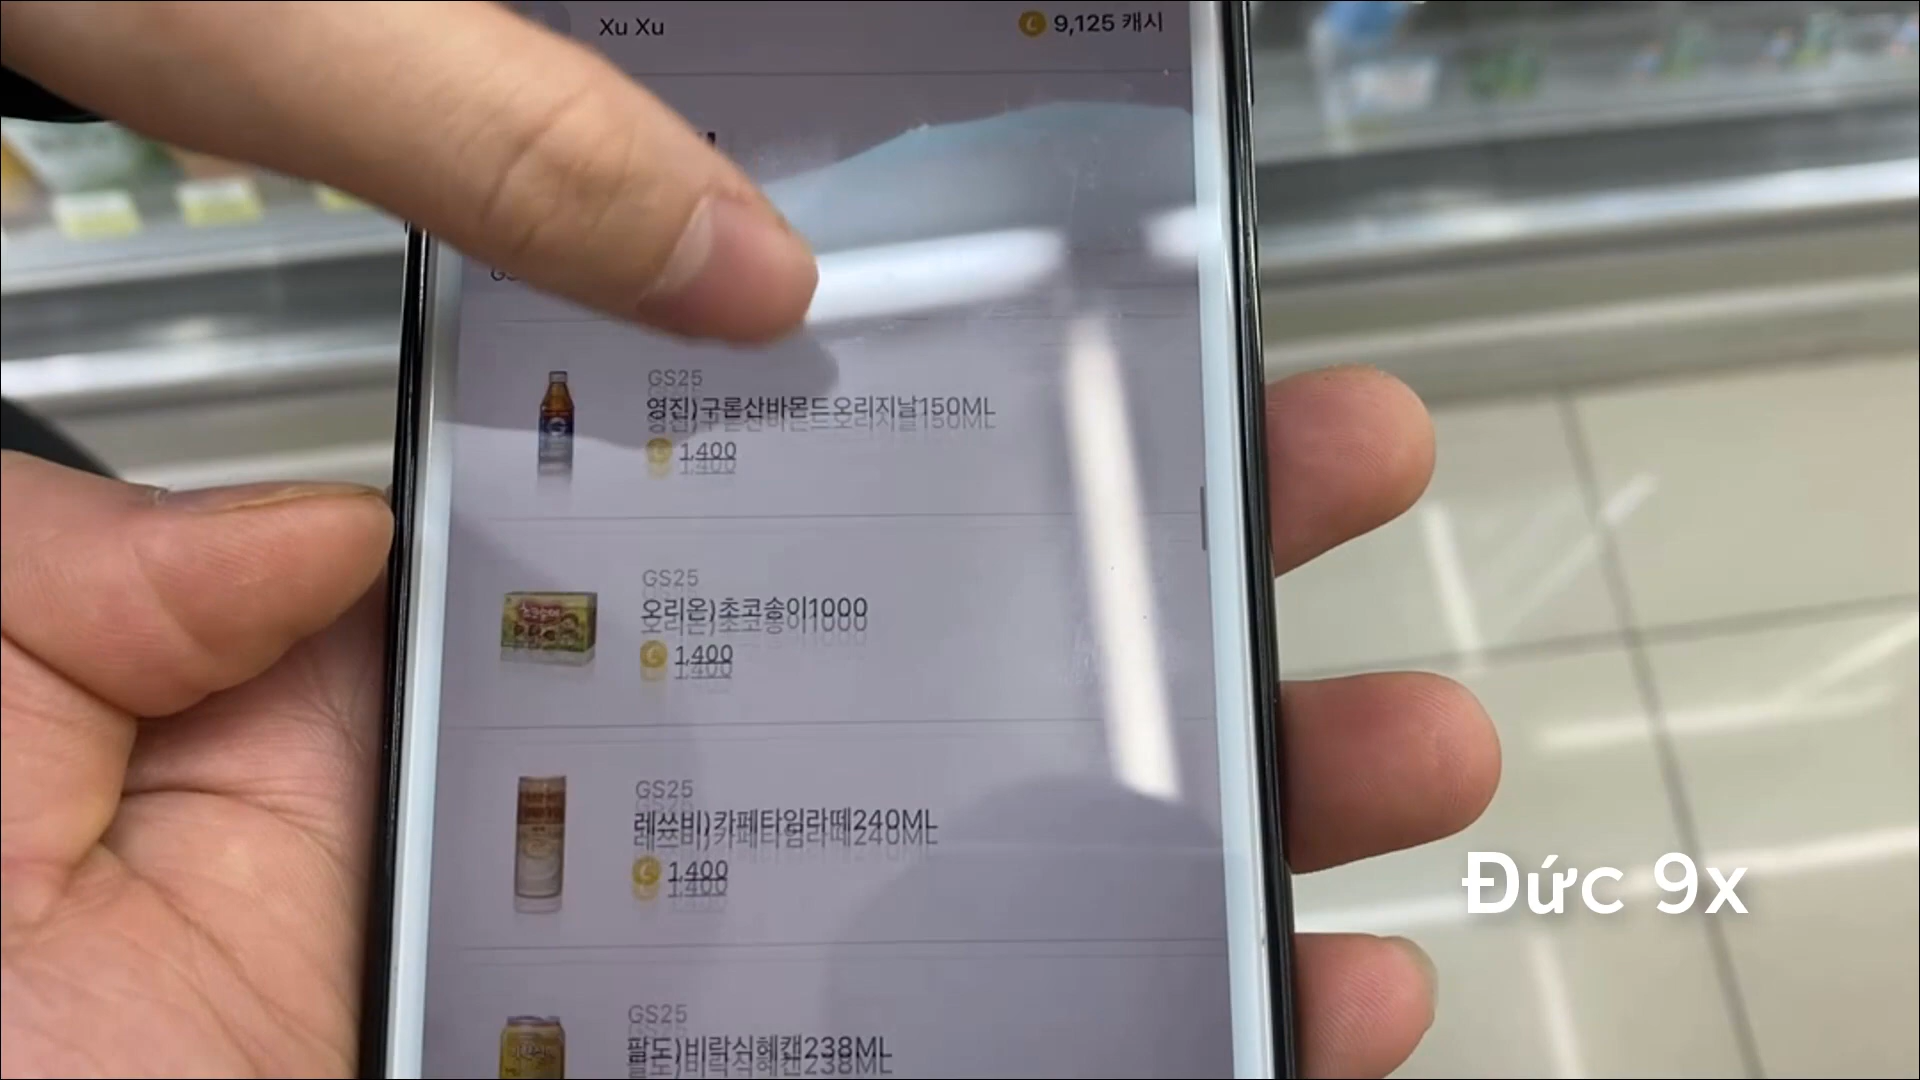 Xu Xu
9,125 캐시
GS25
영진)구론산바몬드오리지날150ML
1,400
GS25
오리온)초코송이1000
1,400
GS25
레쓰비)카페타임라떼240ML
1,400
GS25
팔도)비락식혜캔238ML
Đức 9x